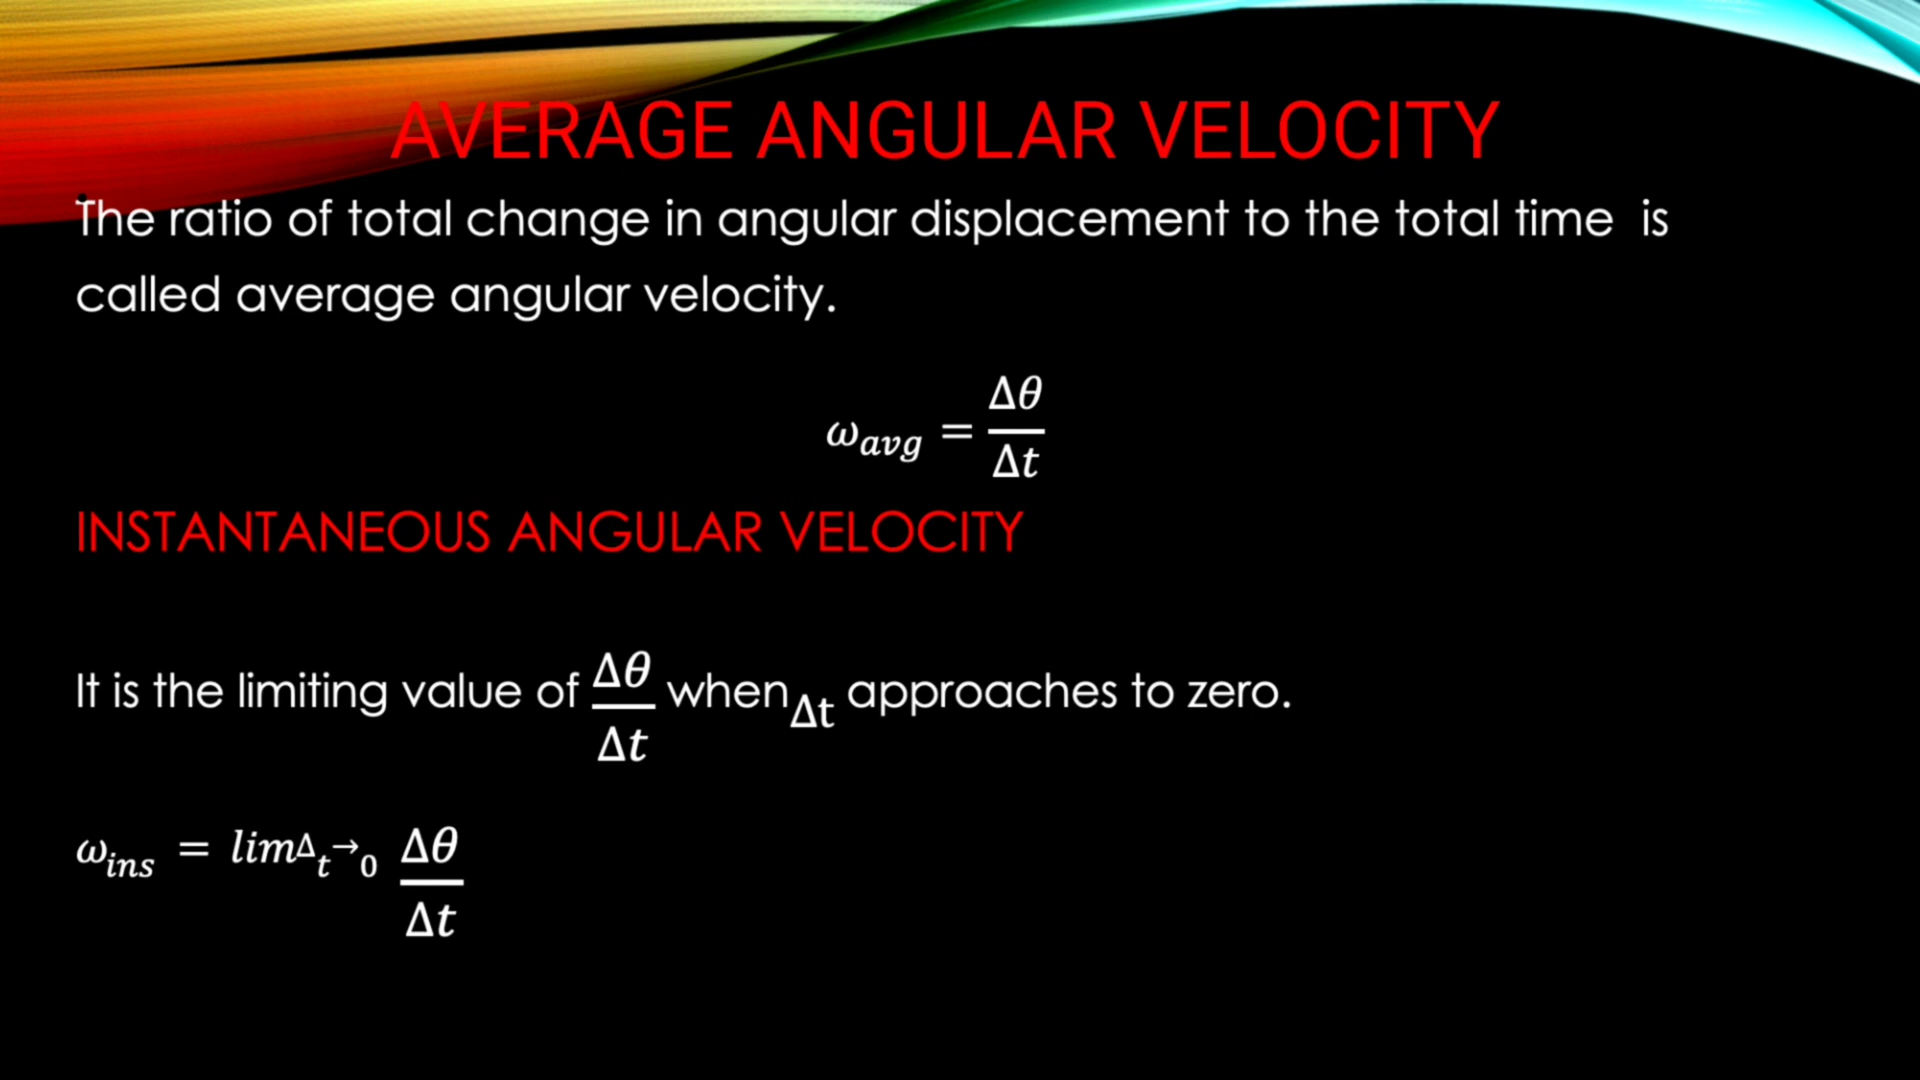 AVERAGE ANGULAR VELOCITY
The ratio of total change in angular displacement to the total time is
called average angular velocity.
ω_avg = Δθ/Δt
INSTANTANEOUS ANGULAR VELOCITY
It is the limiting value of Δθ/Δt when Δt approaches to zero.
ω_ins = lim Δt→0 Δθ/Δt